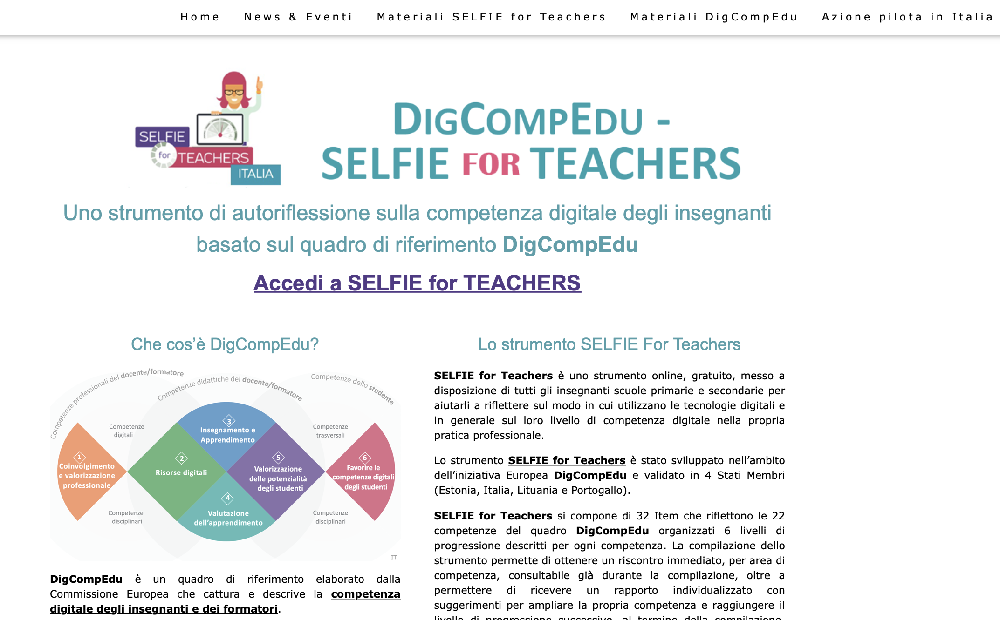 Home News & Eventi Materiali SELFIE for Teachers Materiali DigCompEdu Azione pilota in Italia
SELFIE
for TEACHERS
ITALIA
DIGCOMPEDU -
SELFIE FOR TEACHERS
Uno strumento di autoriflessione sulla competenza digitale degli insegnanti
basato sul quadro di riferimento DigCompEdu
Accedi a SELFIE for TEACHERS
Che cos’è DigCompEdu?
Competenze professionali del docente/formatore
Competenze didattiche del docente/formatore
Competenze dello studente
Competenze
digitali
Competenze
trasversali
3
Insegnamento e
Apprendimento
1
Coinvolgimento
e valorizzazione
professionale
2
Risorse digitali
5
Valorizzazione
delle potenzialità
degli studenti
6
Favorire le
competenze digitali
degli studenti
4
Valutazione
dell’apprendimento
Competenze
disciplinari
Competenze
disciplinari
IT
DigCompEdu è un quadro di riferimento elaborato dalla
Commissione Europea che cattura e descrive la competenza
digitale degli insegnanti e dei formatori.
Lo strumento SELFIE For Teachers
SELFIE for Teachers è uno strumento online, gratuito, messo a
disposizione di tutti gli insegnanti scuole primarie e secondarie per
aiutarli a riflettere sul modo in cui utilizzano le tecnologie digitali e
in generale sul loro livello di competenza digitale nella propria
pratica professionale.
Lo strumento SELFIE for Teachers è stato sviluppato nell’ambito
dell’iniziativa Europea DigCompEdu e validato in 4 Stati Membri
(Estonia, Italia, Lituania e Portogallo).
SELFIE for Teachers si compone di 32 Item che riflettono le 22
competenze del quadro DigCompEdu organizzati 6 livelli di
progressione descritti per ogni competenza. La compilazione dello
strumento permette di ottenere un riscontro immediato, per area di
competenza, consultabile già durante la compilazione, oltre a
permettere di ricevere un rapporto individualizzato con
suggerimenti per ampliare la propria competenza e raggiungere il
livello di progressione successivo, al termine della compilazione.